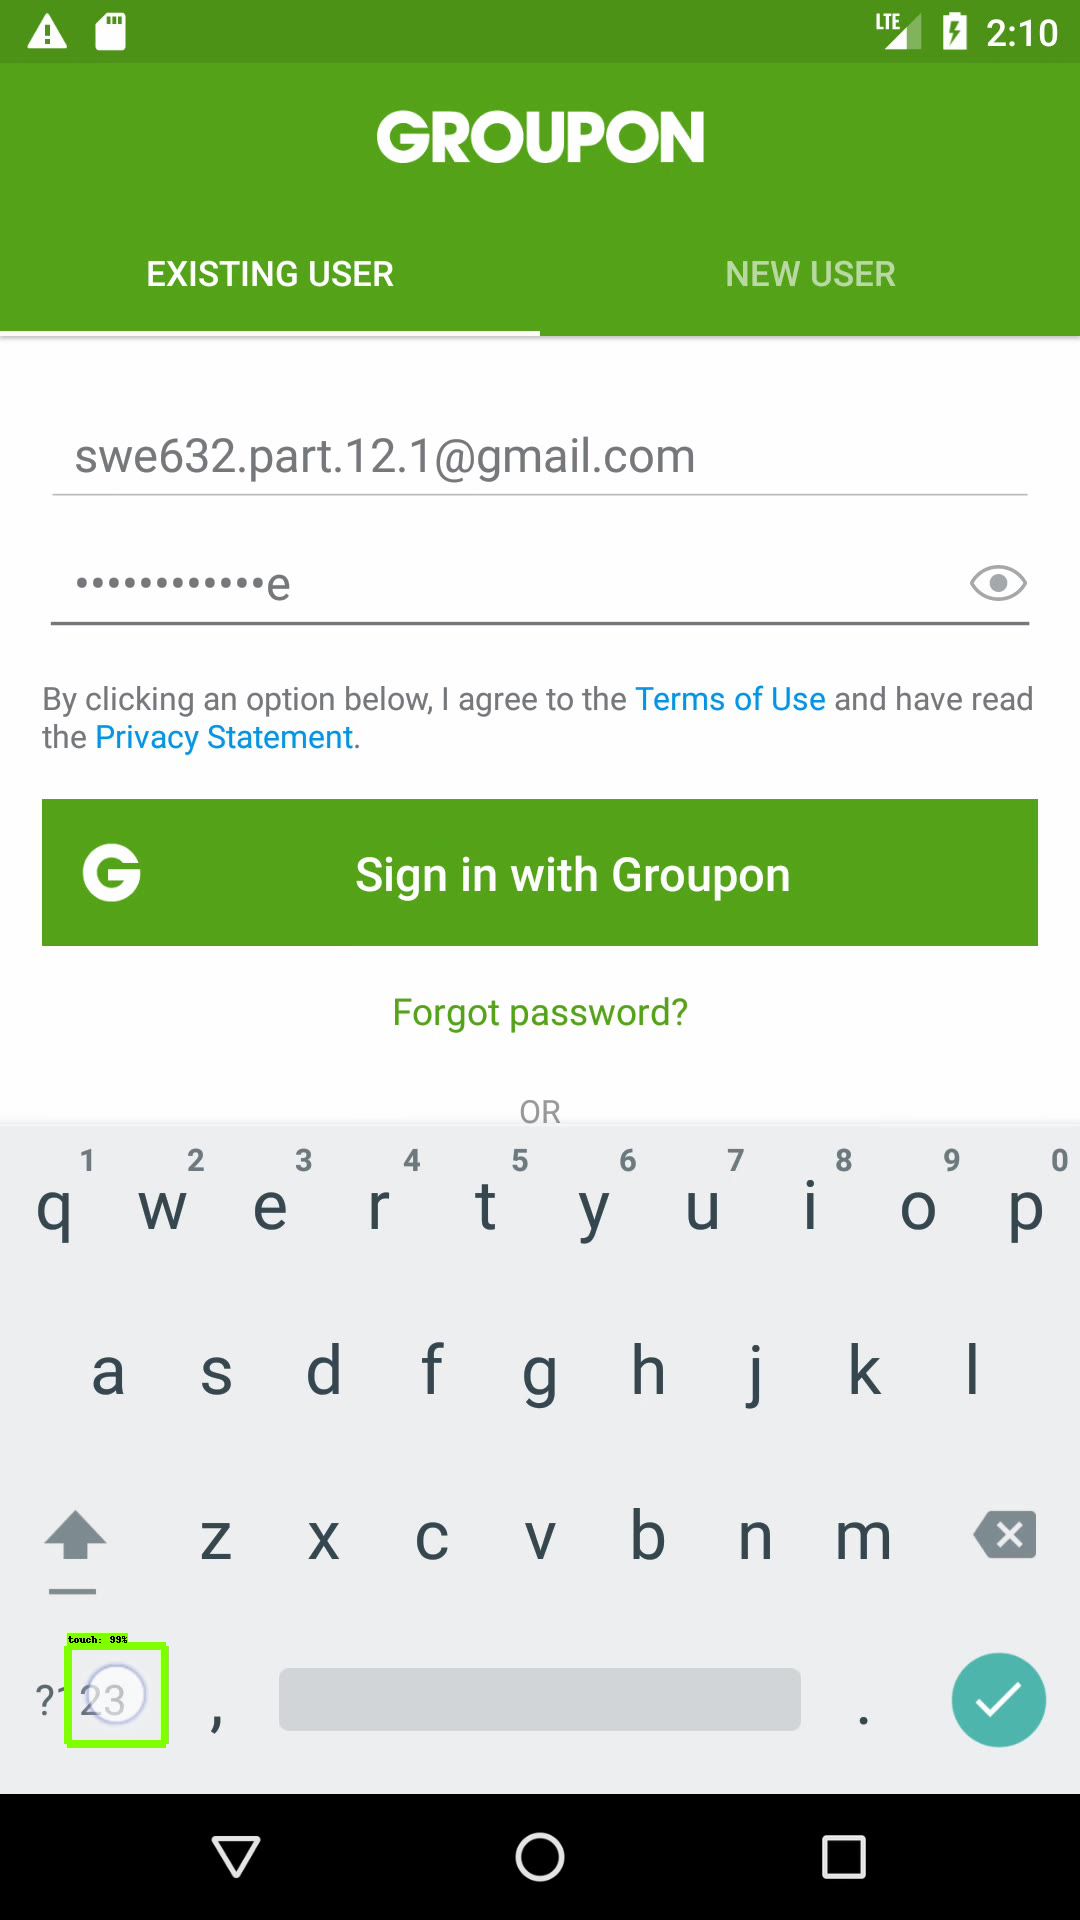 LTE 2:10
GROUPON
EXISTING USER NEW USER
swe632.part.12.1@gmail.com
••••••••••••e
By clicking an option below, I agree to the Terms of Use and have read
the Privacy Statement.
G Sign in with Groupon
Forgot password?
OR
1 2 3 4 5 6 7 8 9 0
q w e r t y u i o p
a s d f g h j k l
z x c v b n m
touch: 99%
?123 , .